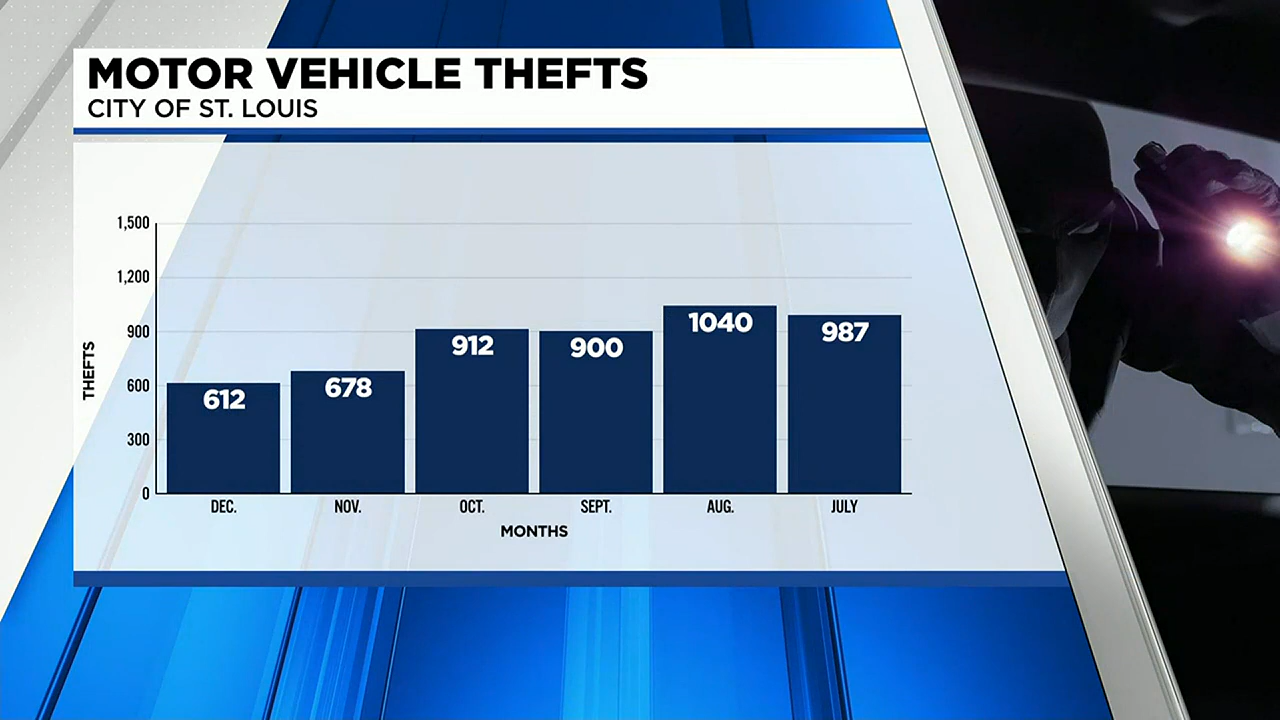 MOTOR VEHICLE THEFTS
CITY OF ST. LOUIS
THEFTS
1,500
1,200
900
600
300
0
612
678
912
900
1040
987
DEC.
NOV.
OCT.
SEPT.
AUG.
JULY
MONTHS